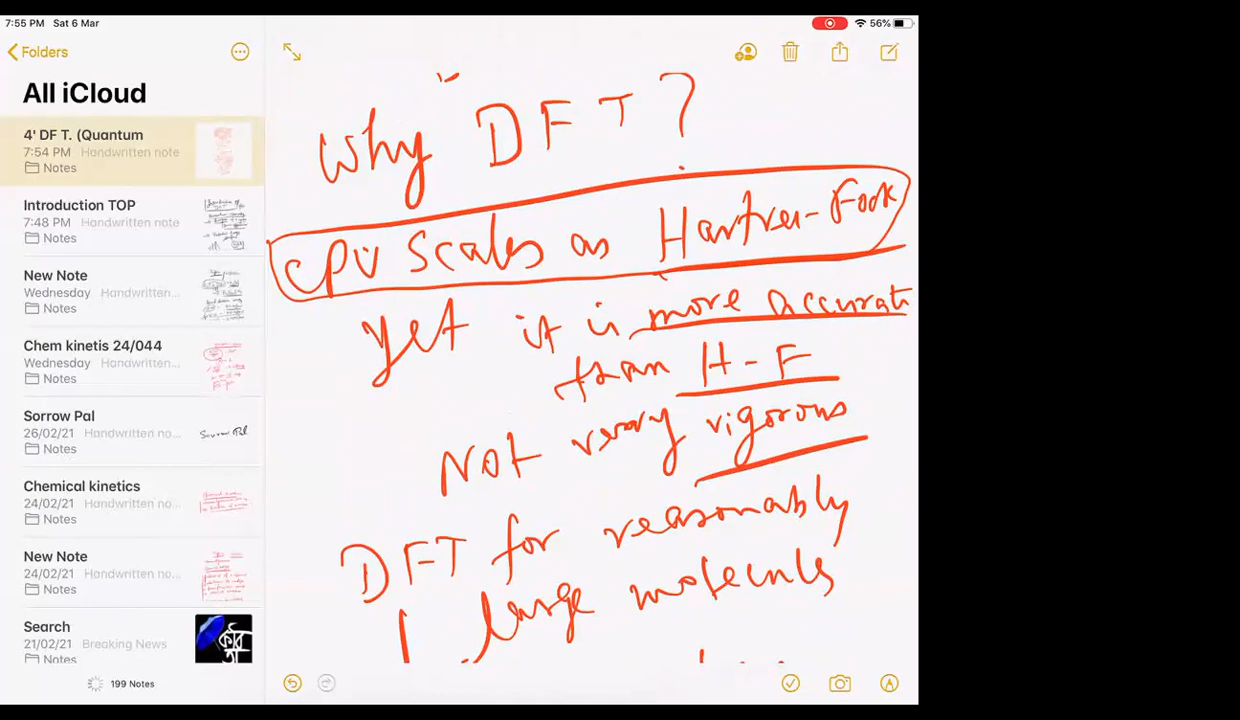 7:55 PM Sat 6 Mar
56%
Folders
All iCloud
4' DF T. (Quantum
7:54 PM Handwritten note
Notes
Introduction TOP
7:48 PM Handwritten note
Notes
New Note
Wednesday Handwritten...
Notes
Chem kinetis 24/044
Wednesday Handwritten...
Notes
Sorrow Pal
26/02/21 Handwritten no...
Notes
Chemical kinetics
24/02/21 Handwritten no...
Notes
New Note
24/02/21 Handwritten no...
Notes
Search
21/02/21 Breaking News
Notes
199 Notes
Why DFT?
CPU Scales as Hartree-Fock
Yet it is more accurate
than H-F
Not very rigorous
DFT for reasonably
large molecules